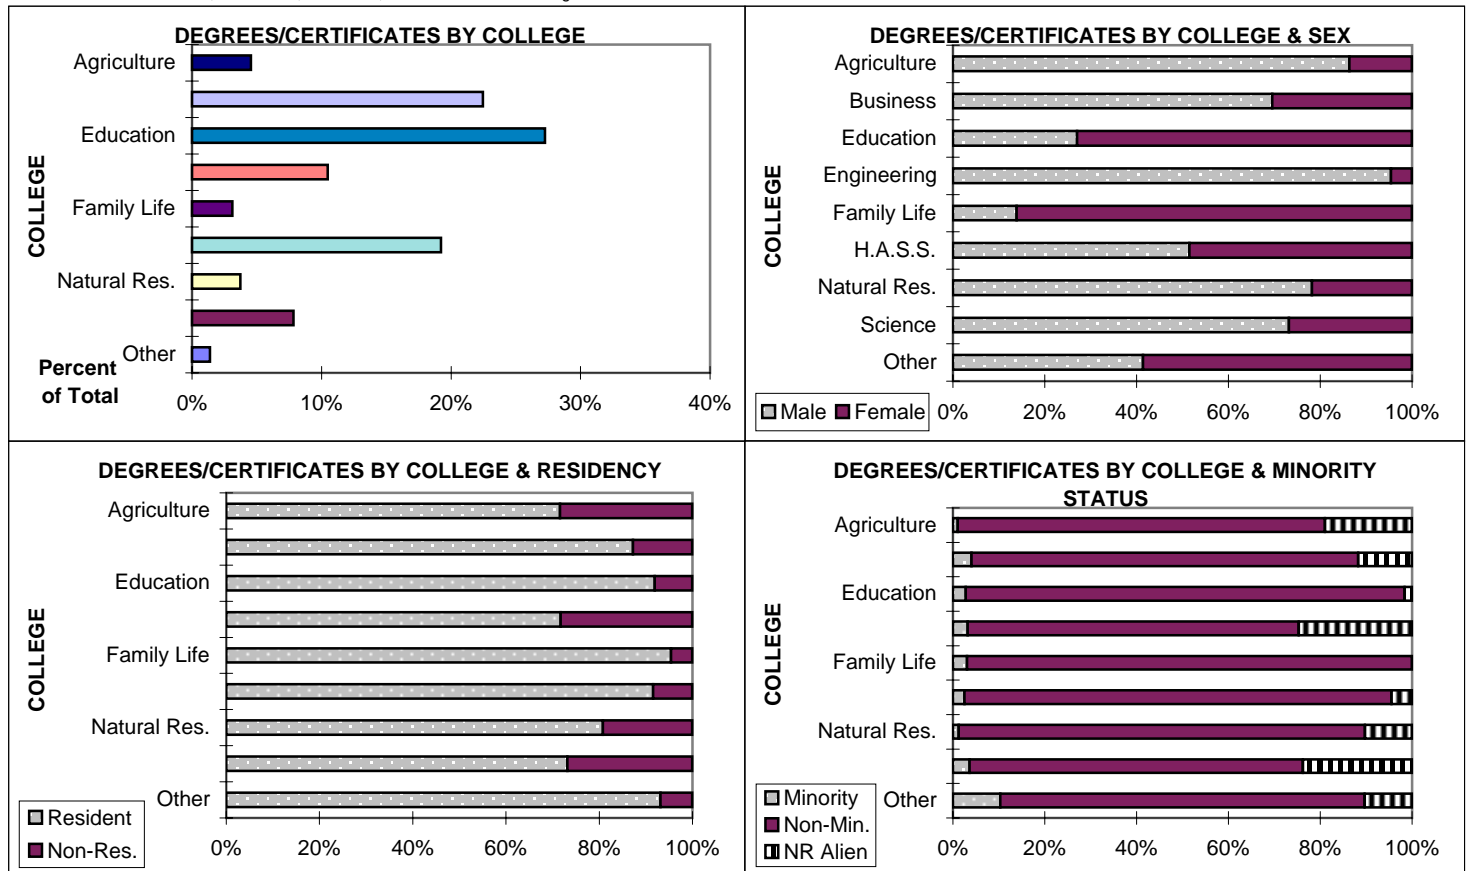 DEGREES/CERTIFICATES BY COLLEGE
COLLEGE
Agriculture
Education
Family Life
Natural Res.
Other
Percent
of Total
0% 10% 20% 30% 40%
DEGREES/CERTIFICATES BY COLLEGE & SEX
COLLEGE
Agriculture
Business
Education
Engineering
Family Life
H.A.S.S.
Natural Res.
Science
Other
Male Female
0% 20% 40% 60% 80% 100%
DEGREES/CERTIFICATES BY COLLEGE & RESIDENCY
COLLEGE
Agriculture
Education
Family Life
Natural Res.
Other
Resident
Non-Res.
0% 20% 40% 60% 80% 100%
DEGREES/CERTIFICATES BY COLLEGE & MINORITY
STATUS
COLLEGE
Agriculture
Education
Family Life
Natural Res.
Other
Minority
Non-Min.
NR Alien
0% 20% 40% 60% 80% 100%